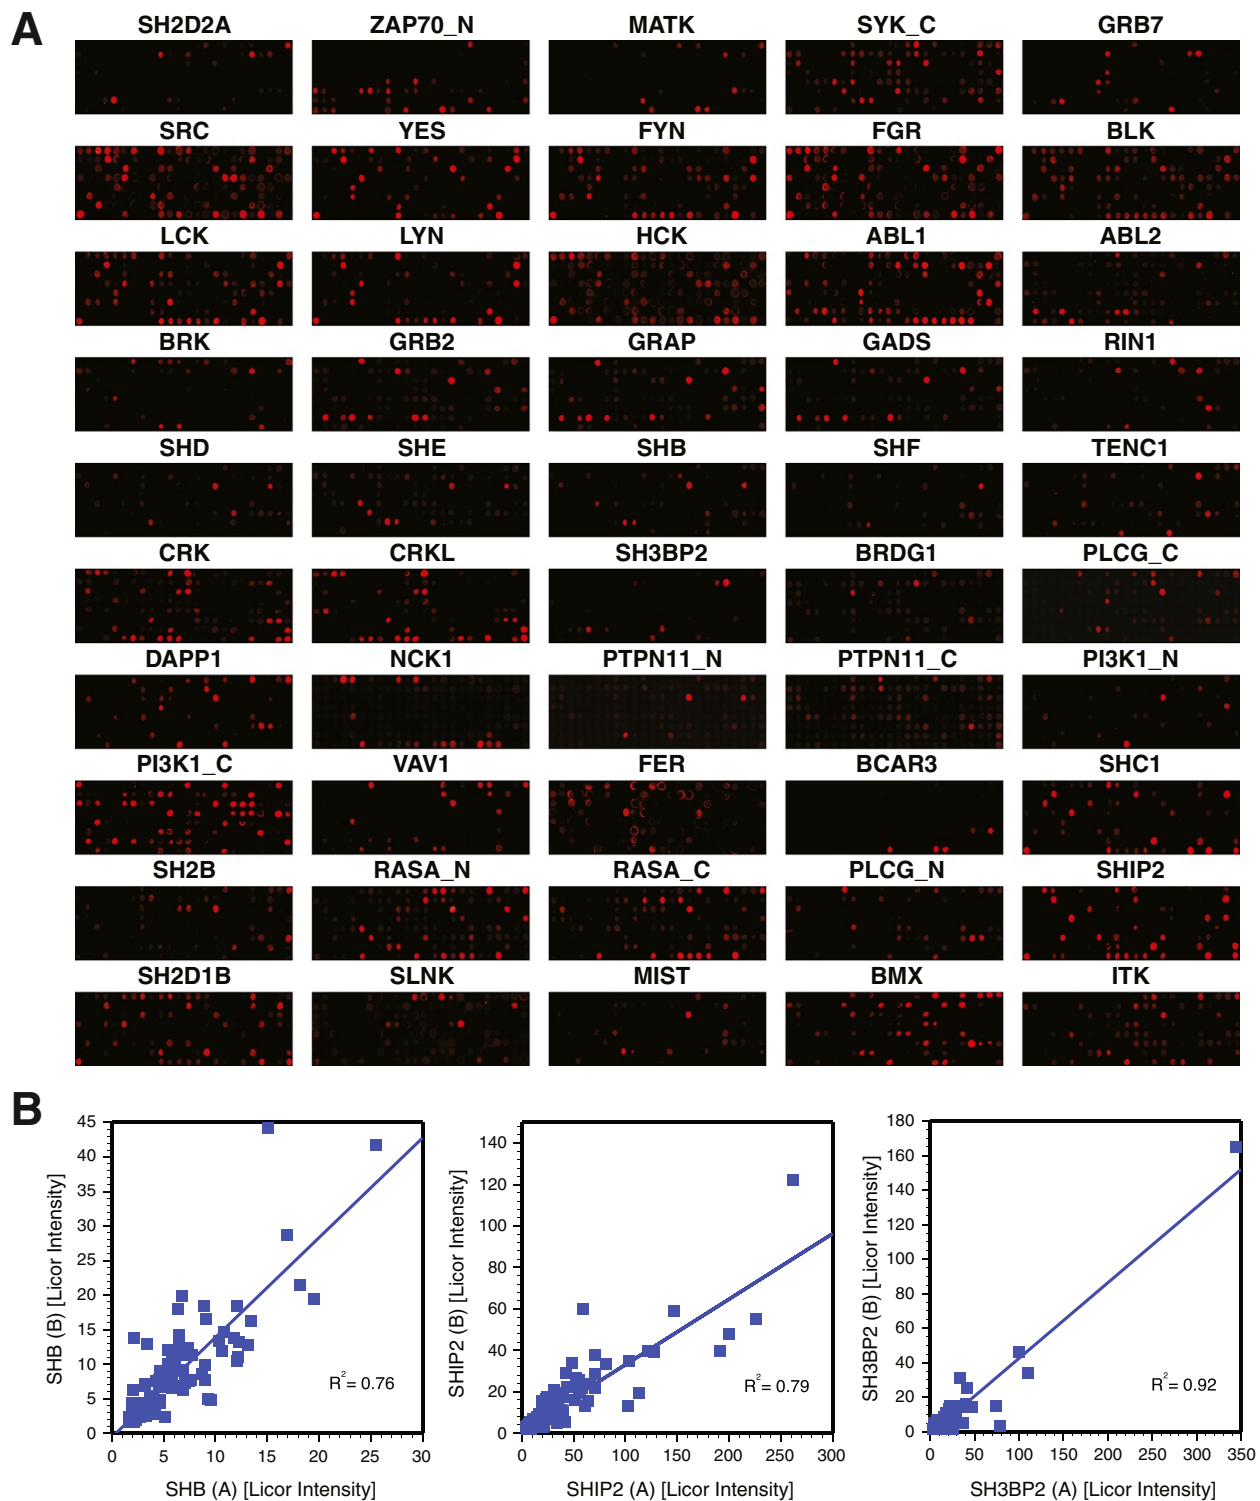 A
SH2D2A ZAP70_N MATK SYK_C GRB7
SRC YES FYN FGR BLK
LCK LYN HCK ABL1 ABL2
BRK GRB2 GRAP GADS RIN1
SHD SHE SHB SHF TENC1
CRK CRKL SH3BP2 BRDG1 PLCG_C
DAPP1 NCK1 PTPN11_N PTPN11_C PI3K1_N
PI3K1_C VAV1 FER BCAR3 SHC1
SH2B RASA_N RASA_C PLCG_N SHIP2
SH2D1B SLNK MIST BMX ITK
B
SHB (B) [Licor Intensity]
45
40
35
30
25
20
15
10
5
0
R²= 0.76
0 5 10 15 20 25 30
SHB (A) [Licor Intensity]
SHIP2 (B) [Licor Intensity]
140
120
100
80
60
40
20
0
R²= 0.79
0 50 100 150 200 250 300
SHIP2 (A) [Licor Intensity]
SH3BP2 (B) [Licor Intensity]
180
160
140
120
100
80
60
40
20
0
R²= 0.92
0 50 100 150 200 250 300 350
SH3BP2 (A) [Licor Intensity]